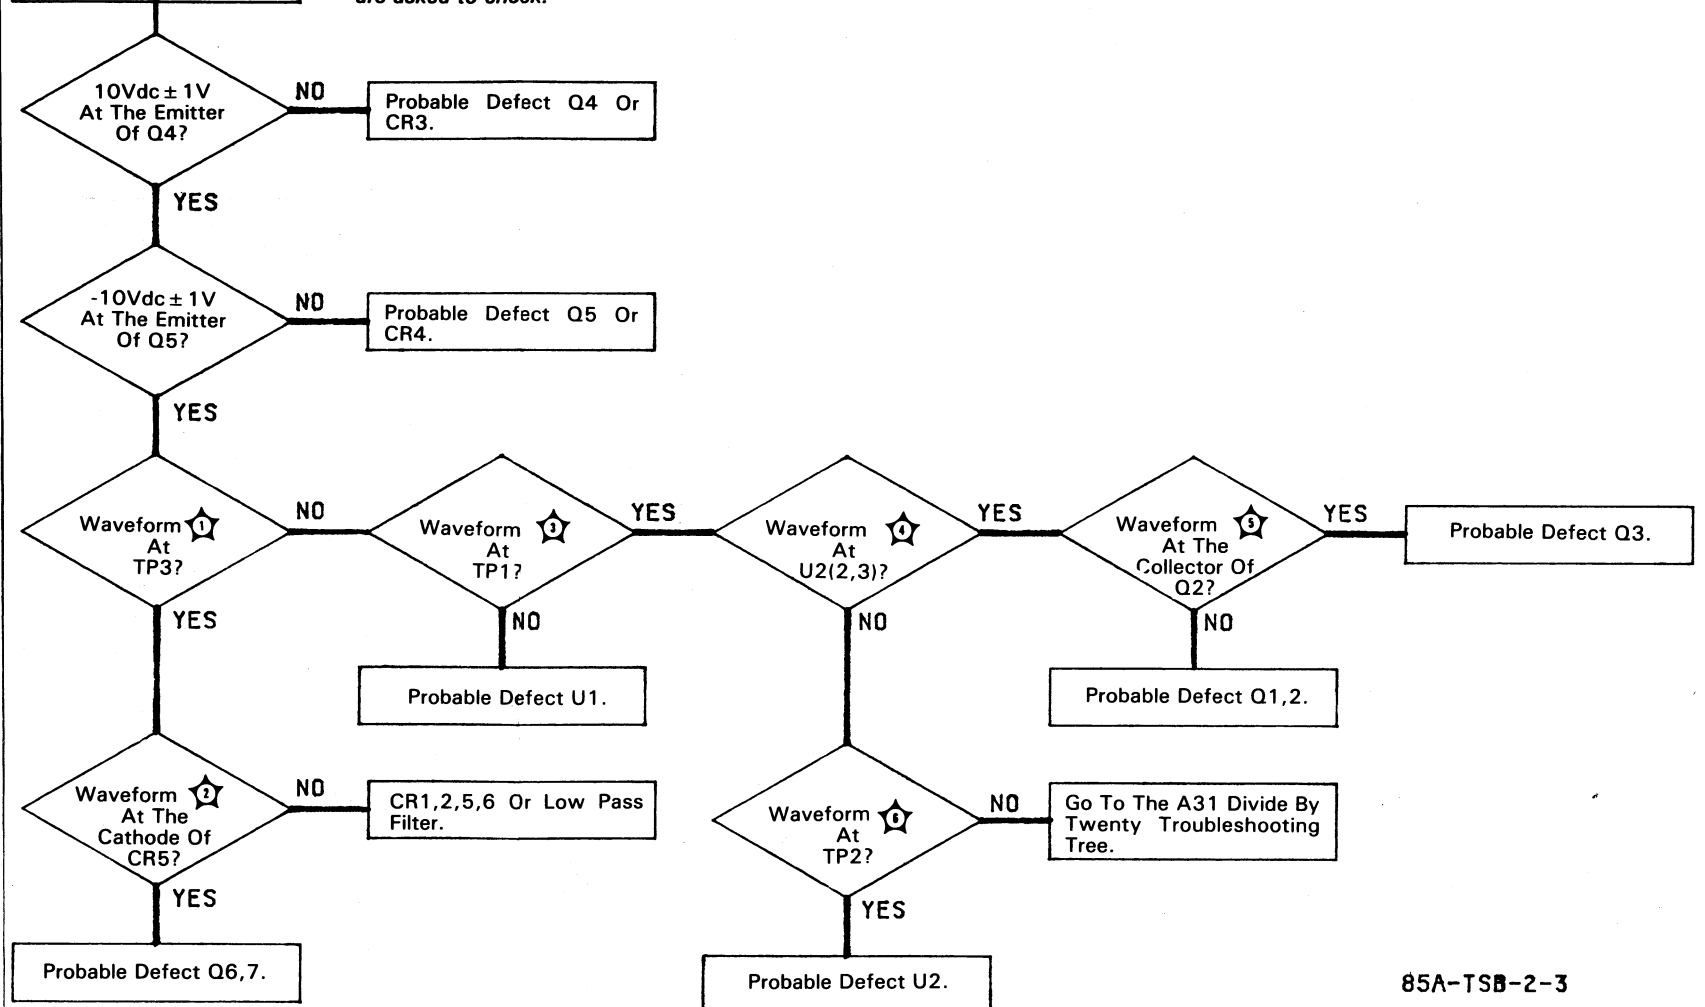 are asked to check.
10Vdc ± 1V
At The Emitter
Of Q4?
NO
Probable Defect Q4 Or
CR3.
YES
-10Vdc ± 1V
At The Emitter
Of Q5?
NO
Probable Defect Q5 Or
CR4.
YES
Waveform 1
At
TP3?
NO
Waveform 3
At
TP1?
YES
Waveform 4
At
U2(2,3)?
YES
Waveform 5
At The
Collector Of
Q2?
YES
Probable Defect Q3.
YES
NO
Probable Defect U1.
NO
NO
Probable Defect Q1,2.
Waveform 2
At The
Cathode Of
CR5?
NO
CR1,2,5,6 Or Low Pass
Filter.
Waveform 6
At
TP2?
NO
Go To The A31 Divide By
Twenty Troubleshooting
Tree.
YES
Probable Defect Q6,7.
YES
Probable Defect U2.
85A-TSB-2-3